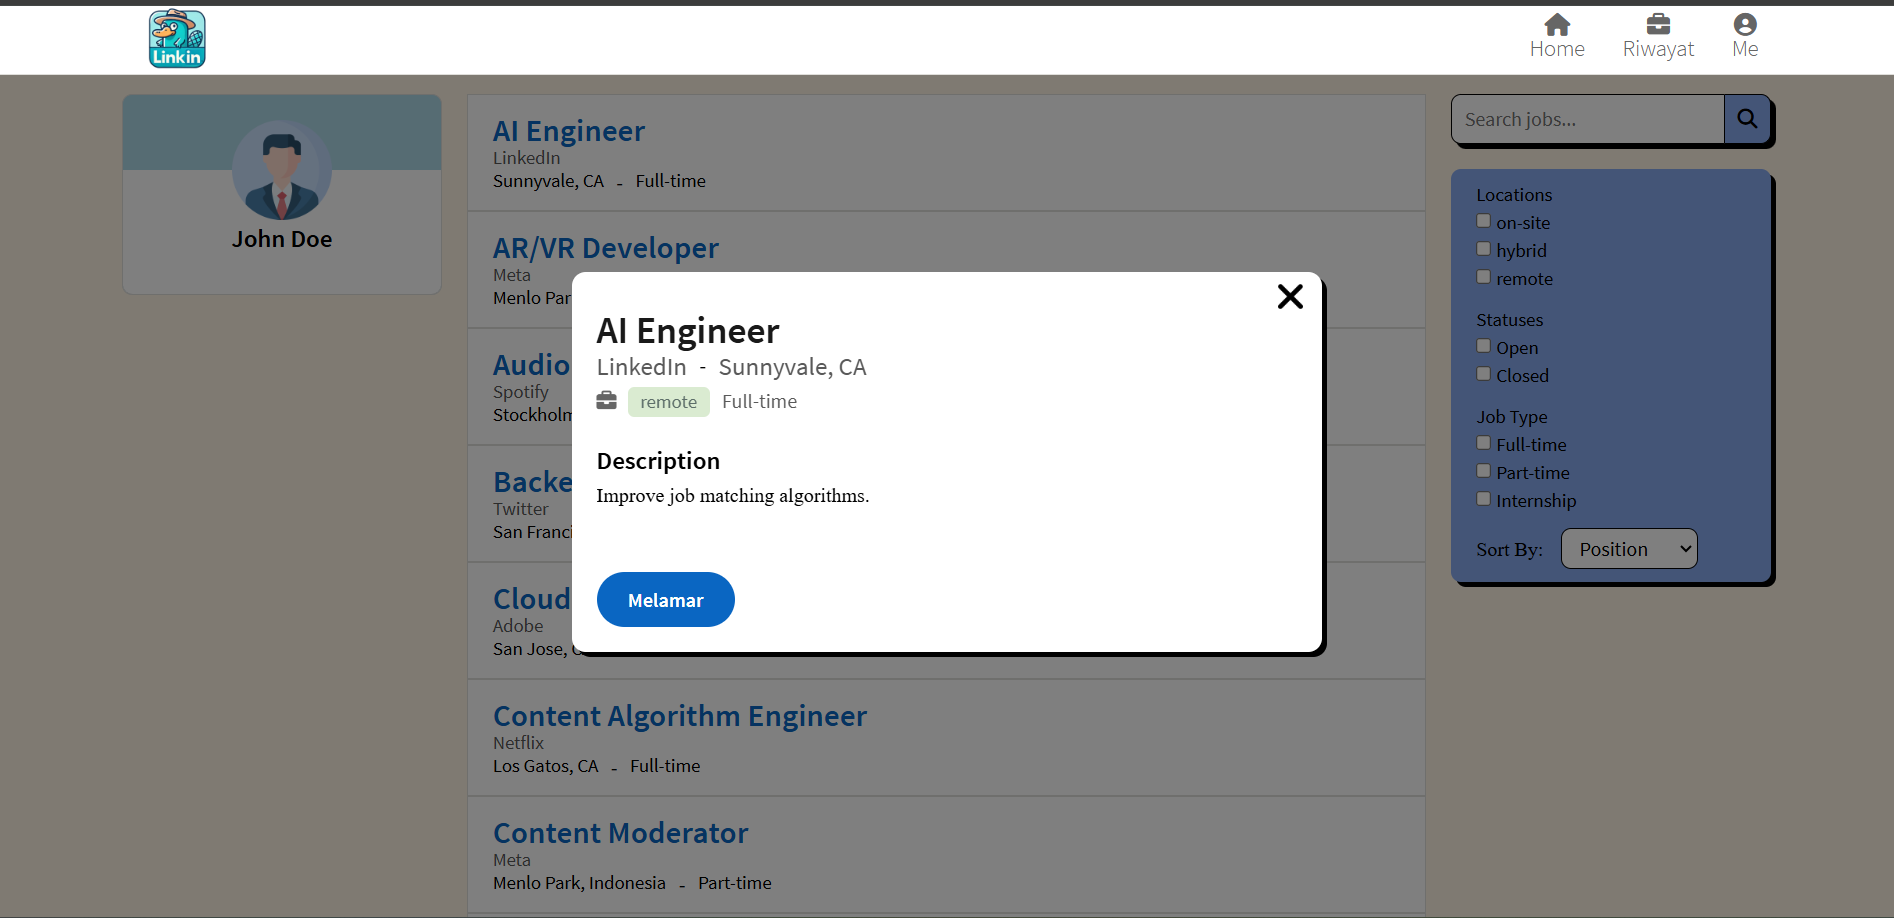 Linkin
Home
Riwayat
Me
John Doe
AI Engineer
LinkedIn
Sunnyvale, CA - Full-time
AR/VR Developer
Meta
Menlo Par
Audio
Spotify
Stockholm
Backe
Twitter
San Franci
Cloud
Adobe
San Jose, C
Content Algorithm Engineer
Netflix
Los Gatos, CA - Full-time
Content Moderator
Meta
Menlo Park, Indonesia - Part-time
AI Engineer
LinkedIn - Sunnyvale, CA
remote Full-time
Description
Improve job matching algorithms.
Melamar
Search jobs...
Locations
on-site
hybrid
remote
Statuses
Open
Closed
Job Type
Full-time
Part-time
Internship
Sort By: Position